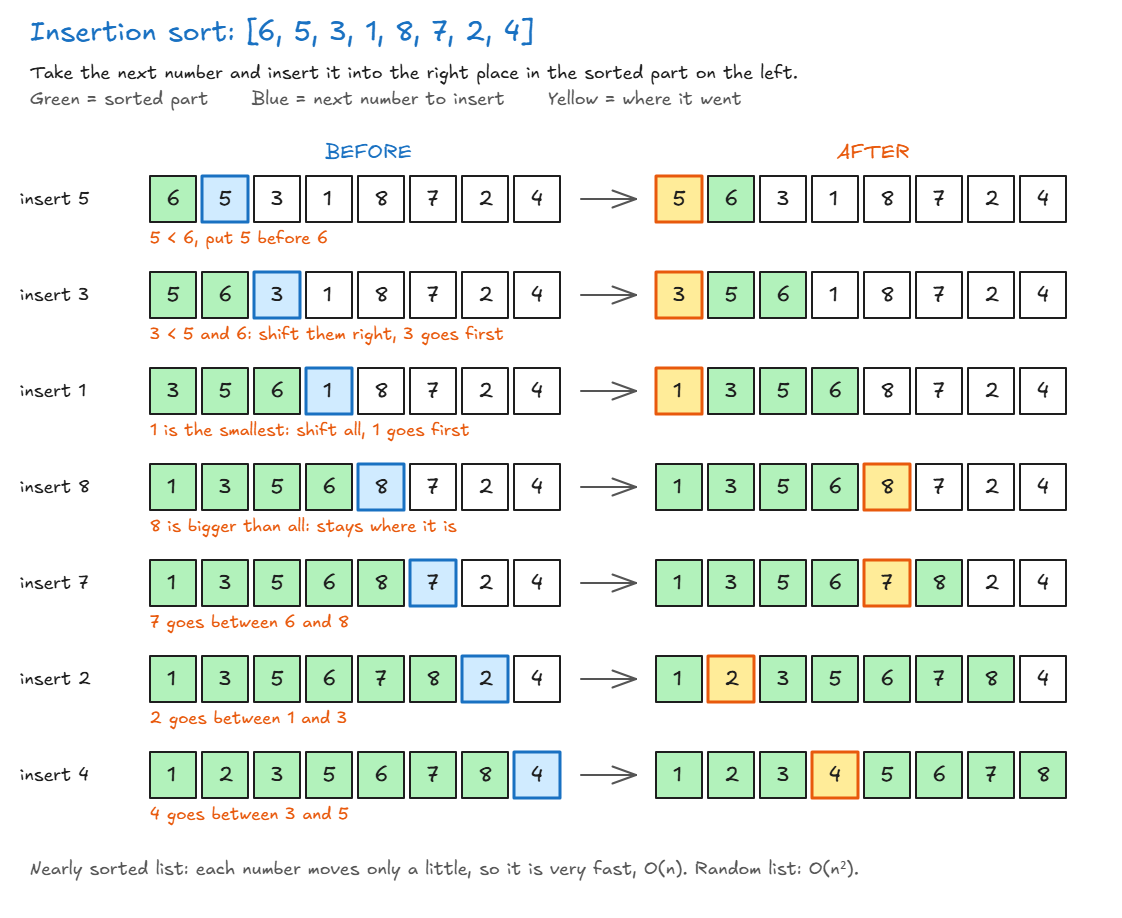 Insertion sort: [6, 5, 3, 1, 8, 7, 2, 4]
Take the next number and insert it into the right place in the sorted part on the left.
Green = sorted part Blue = next number to insert Yellow = where it went
BEFORE AFTER
insert 5 6 5 3 1 8 7 2 4 5 6 3 1 8 7 2 4
5 < 6, put 5 before 6
insert 3 5 6 3 1 8 7 2 4 3 5 6 1 8 7 2 4
3 < 5 and 6: shift them right, 3 goes first
insert 1 3 5 6 1 8 7 2 4 1 3 5 6 8 7 2 4
1 is the smallest: shift all, 1 goes first
insert 8 1 3 5 6 8 7 2 4 1 3 5 6 8 7 2 4
8 is bigger than all: stays where it is
insert 7 1 3 5 6 8 7 2 4 1 3 5 6 7 8 2 4
7 goes between 6 and 8
insert 2 1 3 5 6 7 8 2 4 1 2 3 5 6 7 8 4
2 goes between 1 and 3
insert 4 1 2 3 5 6 7 8 4 1 2 3 4 5 6 7 8
4 goes between 3 and 5
Nearly sorted list: each number moves only a little, so it is very fast, O(n). Random list: O(n²).